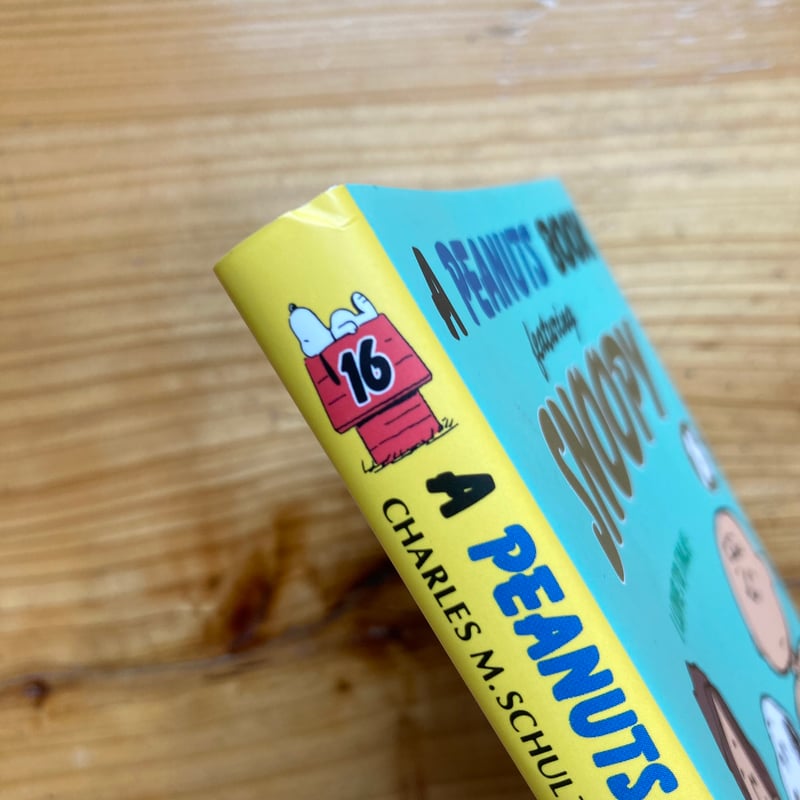 16
A PEANUTS
CHARLES M. SCHUL
A PEANUTS BOOK
featuring
SNOOPY